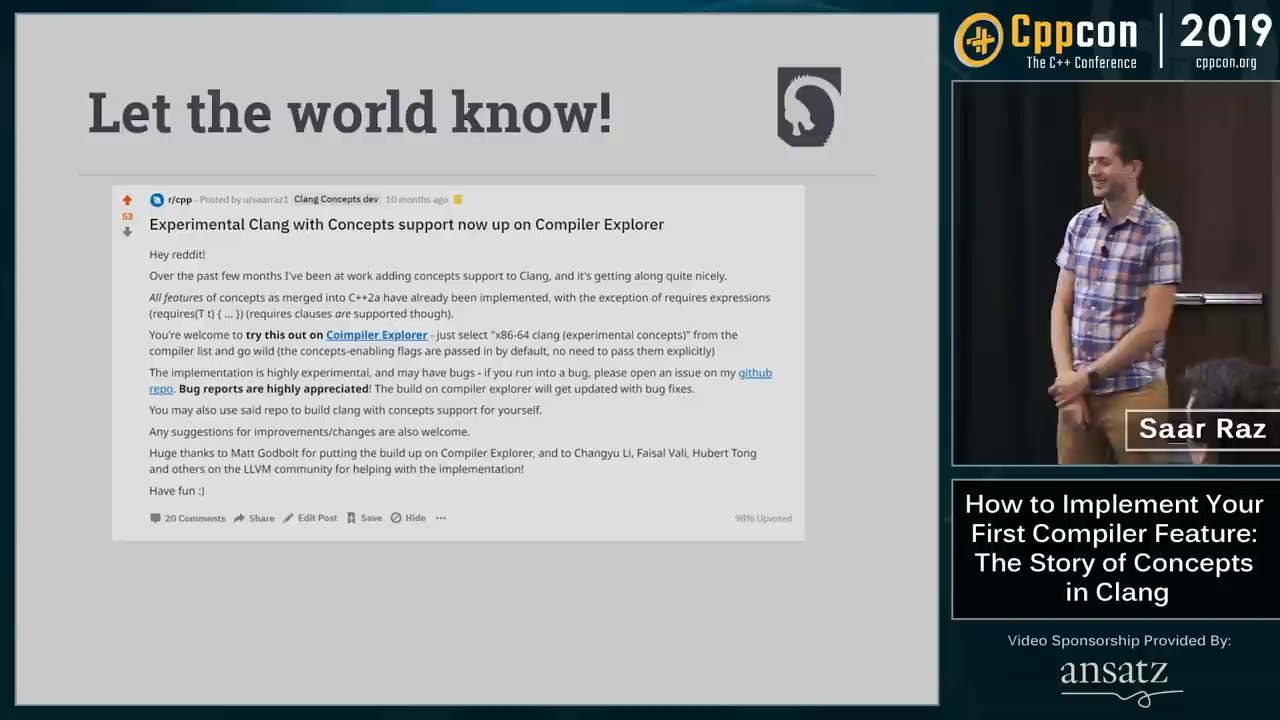 Let the world know!
r/cpp - Posted by u/saarraz1 Clang Concepts dev 10 months ago
53
Experimental Clang with Concepts support now up on Compiler Explorer
Hey reddit!
Over the past few months I've been at work adding concepts support to Clang, and it's getting along quite nicely.
All features of concepts as merged into C++2a have already been implemented, with the exception of requires expressions
(requires(T t) { ... }) (requires clauses are supported though).
You're welcome to try this out on Coimpiler Explorer - just select "x86-64 clang (experimental concepts)" from the
compiler list and go wild (the concepts-enabling flags are passed in by default, no need to pass them explicitly)
The implementation is highly experimental, and may have bugs - if you run into a bug, please open an issue on my github
repo. Bug reports are highly appreciated! The build on compiler explorer will get updated with bug fixes.
You may also use said repo to build clang with concepts support for yourself.
Any suggestions for improvements/changes are also welcome.
Huge thanks to Matt Godbolt for putting the build up on Compiler Explorer, and to Changyu Li, Faisal Vali, Hubert Tong
and others on the LLVM community for helping with the implementation!
Have fun :)
20 Comments Share Edit Post Save Hide ... 98% Upvoted
Cppcon | 2019
The C++ Conference cppcon.org
Saar Raz
How to Implement Your
First Compiler Feature:
The Story of Concepts
in Clang
Video Sponsorship Provided By:
ansatz